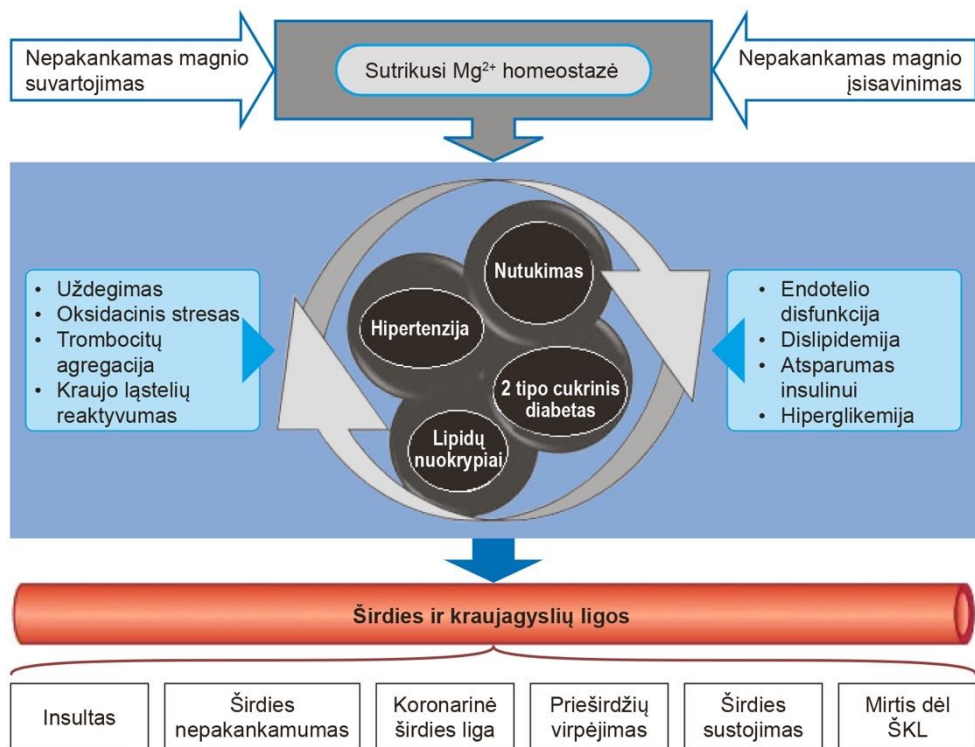 Nepakankamas magnio
suvartojimas
Sutrikusi Mg²⁺ homeostazė
Nepakankamas magnio
įsisavinimas
• Uždegimas
• Oksidacinis stresas
• Trombocitų
agregacija
• Kraujo ląstelių
reaktyvumas
Nutukimas
Hipertenzija
2 tipo cukrinis
diabetas
Lipidų
nuokrypiai
• Endotelio
disfunkcija
• Dislipidemija
• Atsparumas
insulinui
• Hiperglikemija
Širdies ir kraujagyslių ligos
Insultas
Širdies
nepakankamumas
Koronarinė
širdies liga
Prieširdžių
virpėjimas
Širdies
sustojimas
Mirtis dėl
ŠKL